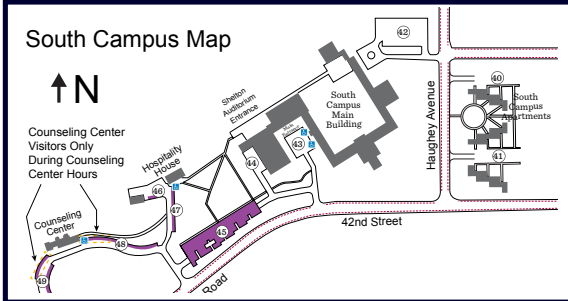 South Campus Map
N
Counseling Center
Visitors Only
During Counseling
Center Hours
Counseling
Center
Hospitality
House
Shelton
Auditorium
Entrance
South
Campus
Main
Building
Main
Haughey Avenue
South
Campus
Apartments
42nd Street
Road
40
41
42
43
44
45
46
47
48
49